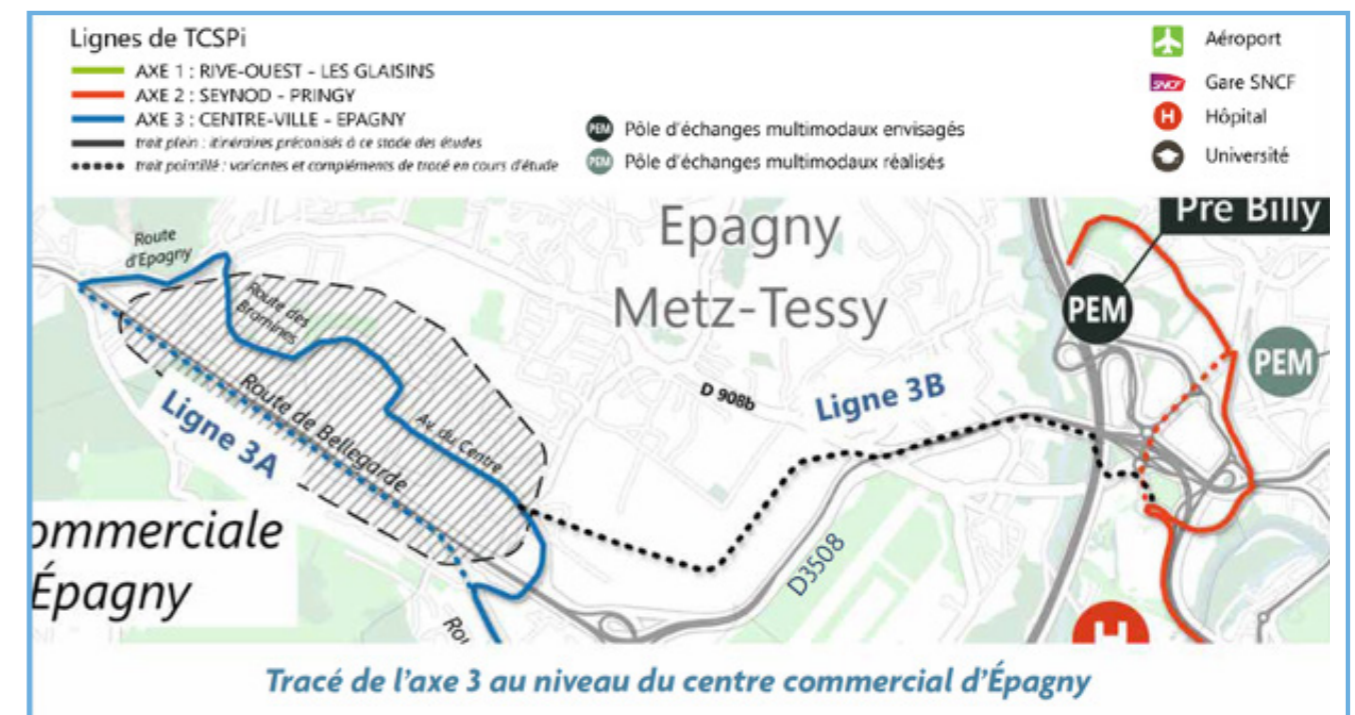 Lignes de TCSPi
AXE 1 : RIVE-OUEST - LES GLAISINS
AXE 2 : SEYNOD - PRINGY
AXE 3 : CENTRE-VILLE - EPAGNY
trait plein : itinéraires préconisés à ce stade des études
trait pointillé : variantes et compléments de tracé en cours d'étude
PEM Pôle d'échanges multimodaux envisagés
PEM Pôle d'échanges multimodaux réalisés
Aéroport
SNCF Gare SNCF
H Hôpital
Université
Route
d'Epagny
Route des
Bromines
Epagny
Metz-Tessy
Pré Billy
PEM
PEM
D 908b
Ligne 3B
Ligne 3A
Route de Bellegarde
Av. du Centre
D3508
ommerciale
Épagny
Rou
H
Tracé de l'axe 3 au niveau du centre commercial d'Épagny